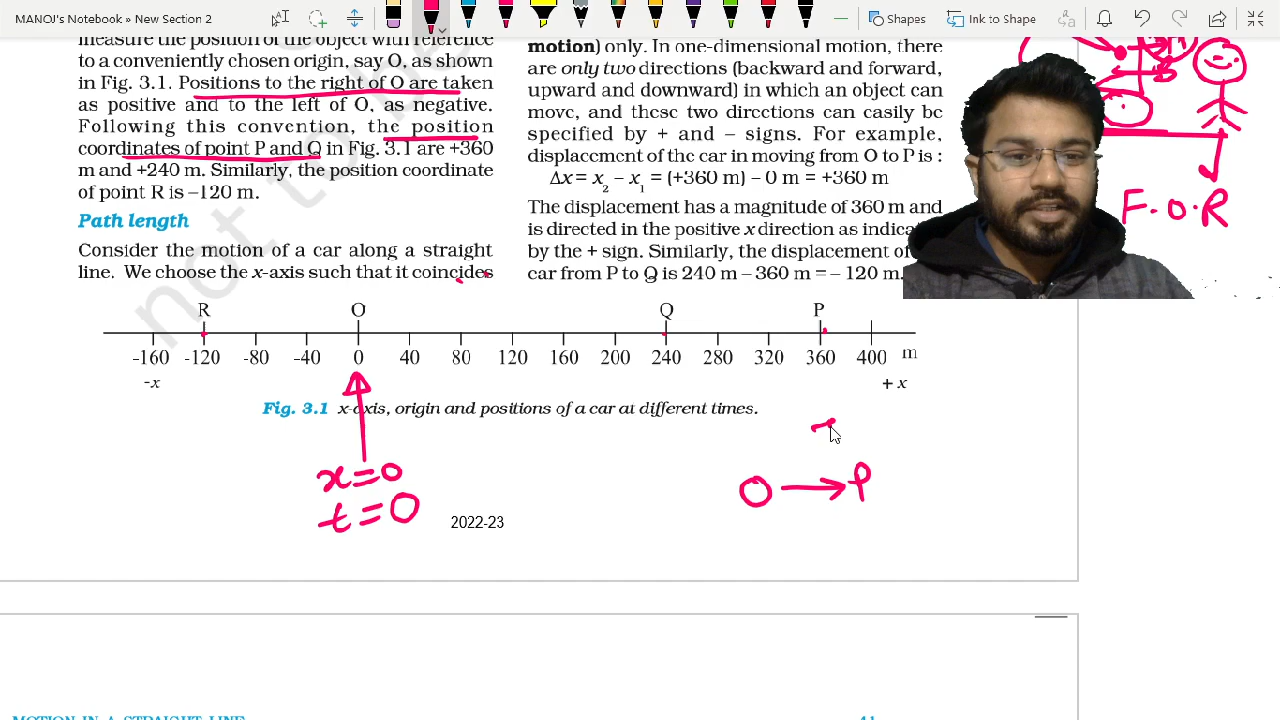 MANOJ's Notebook » New Section 2
Shapes
Ink to Shape
measure the position of the object with reference
to a conveniently chosen origin, say O, as shown
in Fig. 3.1. Positions to the right of O are taken
as positive and to the left of O, as negative.
Following this convention, the position
coordinates of point P and Q in Fig. 3.1 are +360
m and +240 m. Similarly, the position coordinate
of point R is –120 m.
Path length
Consider the motion of a car along a straight
line. We choose the x-axis such that it coincides
motion) only. In one-dimensional motion, there
are only two directions (backward and forward,
upward and downward) in which an object can
move, and these two directions can easily be
specified by + and – signs. For example,
displacement of the car in moving from O to P is :
Δx = x2 – x1 = (+360 m) – 0 m = +360 m
The displacement has a magnitude of 360 m and
is directed in the positive x direction as
by the + sign. Similarly, the displacement of
car from P to Q is 240 m – 360 m = – 120 m.
F.O.R
not to be
R O Q P
-160 -120 -80 -40 0 40 80 120 160 200 240 280 320 360 400 m
-x + x
Fig. 3.1 x-axis, origin and positions of a car at different times.
x=0
t=0
O → P
2022-23
MOTION IN A STRAIGHT LINE 41